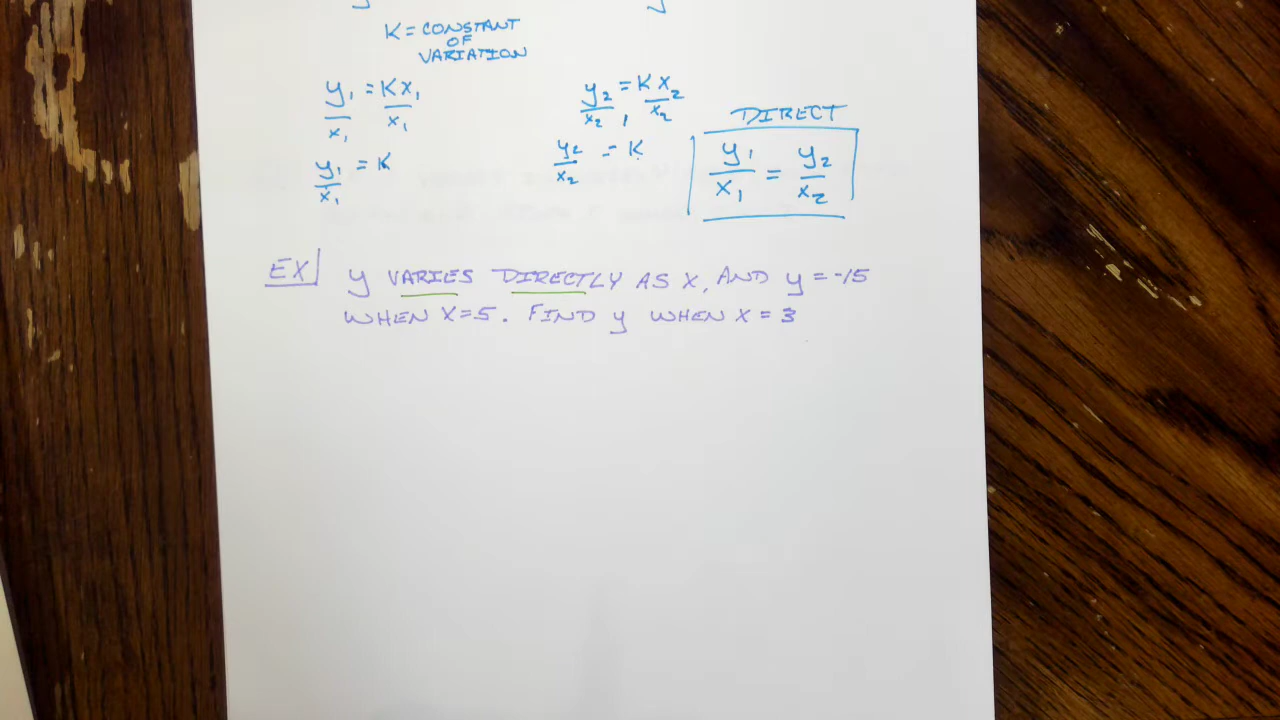 K = CONSTANT
OF
VARIATION
y₁ = Kx₁
x₁ x₁
y₁ = K
x₁
y₂ = Kx₂
x₂ x₂
y₂ = K
x₂
DIRECT
y₁ = y₂
x₁ x₂
EX y VARIES DIRECTLY AS X, AND y = -15
WHEN X=5. FIND y WHEN X = 3